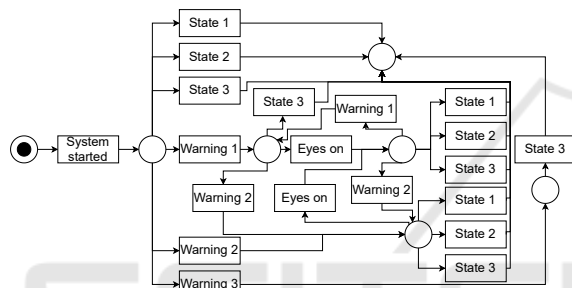 State 1
State 2
State 3
State 3
Warning 1
State 1
State 2
State 3
System
started
Warning 1
Eyes on
State 3
Warning 2
Eyes on
Warning 2
State 1
State 2
Warning 2
State 3
Warning 3